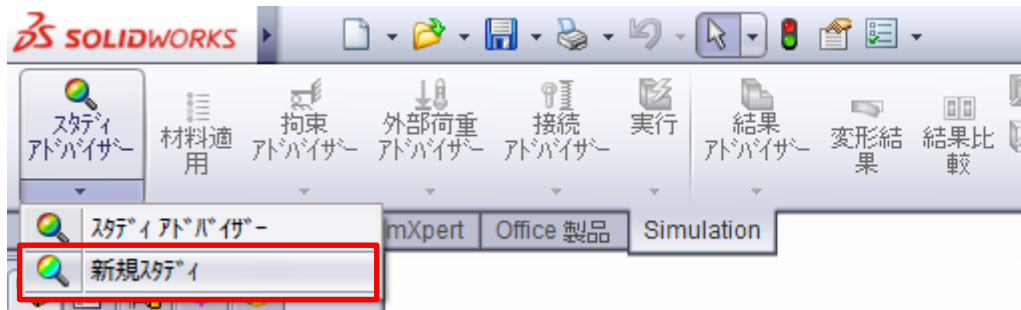 SOLIDWORKS
スタディ
アドバイザー
材料適
用
拘束
アドバイザー
外部荷重
アドバイザー
接続
アドバイザー
実行
結果
アドバイザー
変形結
果
結果比
較
スタディ アドバイザー
新規スタディ
mXpert
Office 製品
Simulation